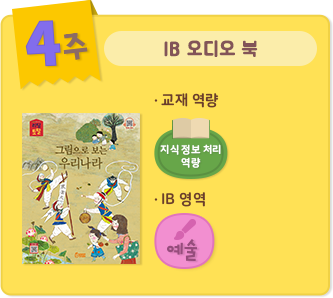 4주
IB 오디오 북
· 교재 역량
지식 정보 처리
역량
그림으로 보는
우리나라
· IB 영역
예술